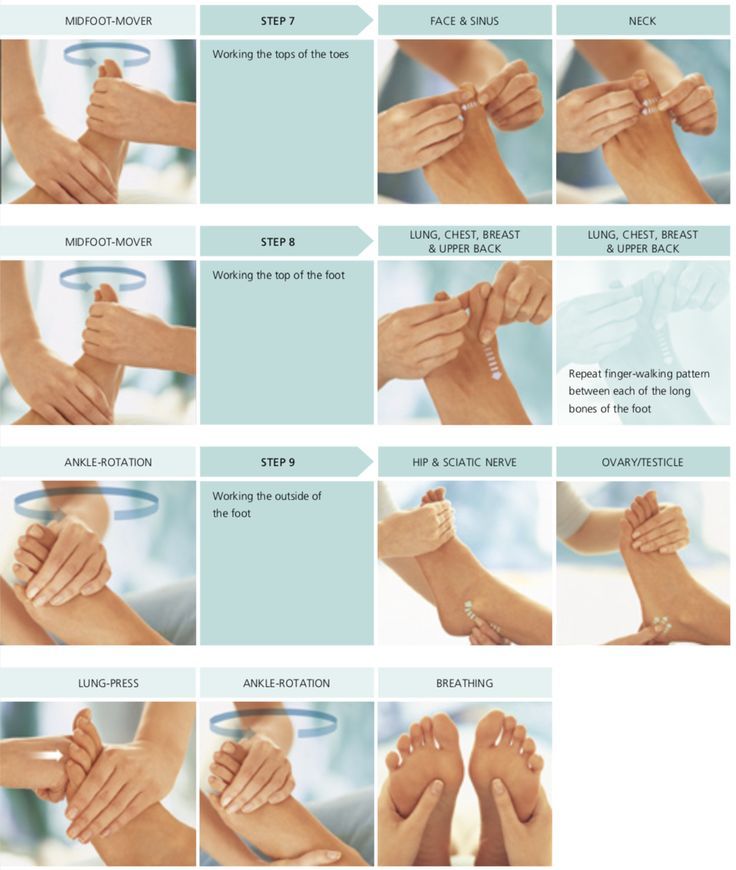 MIDFOOT-MOVER
STEP 7
FACE & SINUS
NECK
Working the tops of the toes
MIDFOOT-MOVER
STEP 8
LUNG, CHEST, BREAST
& UPPER BACK
LUNG, CHEST, BREAST
& UPPER BACK
Working the top of the foot
Repeat finger-walking pattern
between each of the long
bones of the foot
ANKLE-ROTATION
STEP 9
HIP & SCIATIC NERVE
OVARY/TESTICLE
Working the outside of
the foot
LUNG-PRESS
ANKLE-ROTATION
BREATHING